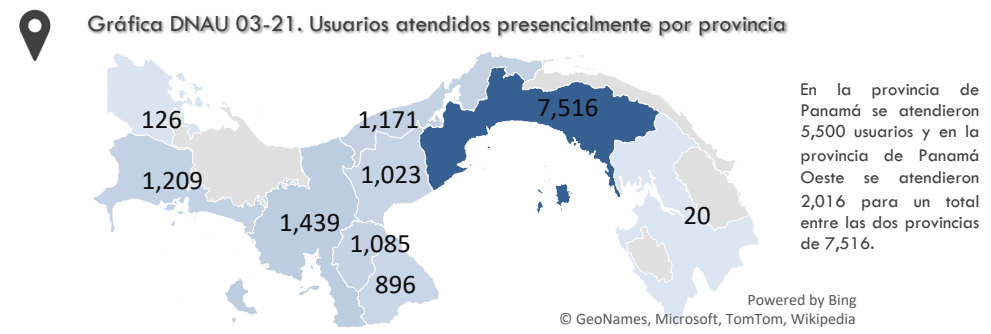 Gráfica DNAU 03-21. Usuarios atendidos presencialmente por provincia
126
1,209
1,171
1,023
1,439
1,085
896
7,516
20
En la provincia de
Panamá se atendieron
5,500 usuarios y en la
provincia de Panamá
Oeste se atendieron
2,016 para un total
entre las dos provincias
de 7,516.
Powered by Bing
© GeoNames, Microsoft, TomTom, Wikipedia